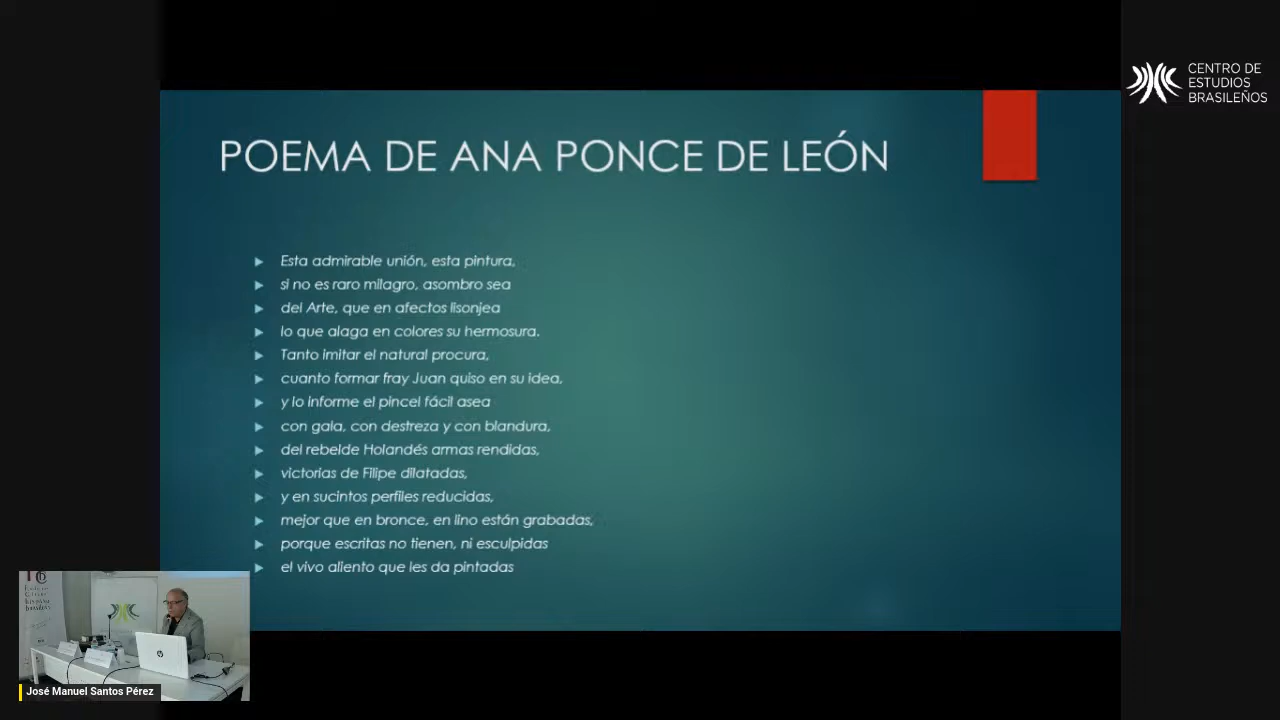 CENTRO DE
ESTUDIOS
BRASILEÑOS
POEMA DE ANA PONCE DE LEÓN
Esta admirable unión, esta pintura,
si no es raro milagro, asombro sea
del Arte, que en afectos lisonjea
lo que alaga en colores su hermosura.
Tanto imitar el natural procura,
cuanto formar fray Juan quiso en su idea,
y lo informe el pincel fácil asea
con gala, con destreza y con blandura,
del rebelde Holandés armas rendidas,
victorias de Filipe dilatadas,
y en sucintos perfiles reducidas,
mejor que en bronce, en lino están grabadas,
porque escritas no tienen, ni esculpidas
el vivo aliento que les da pintadas
José Manuel Santos Pérez